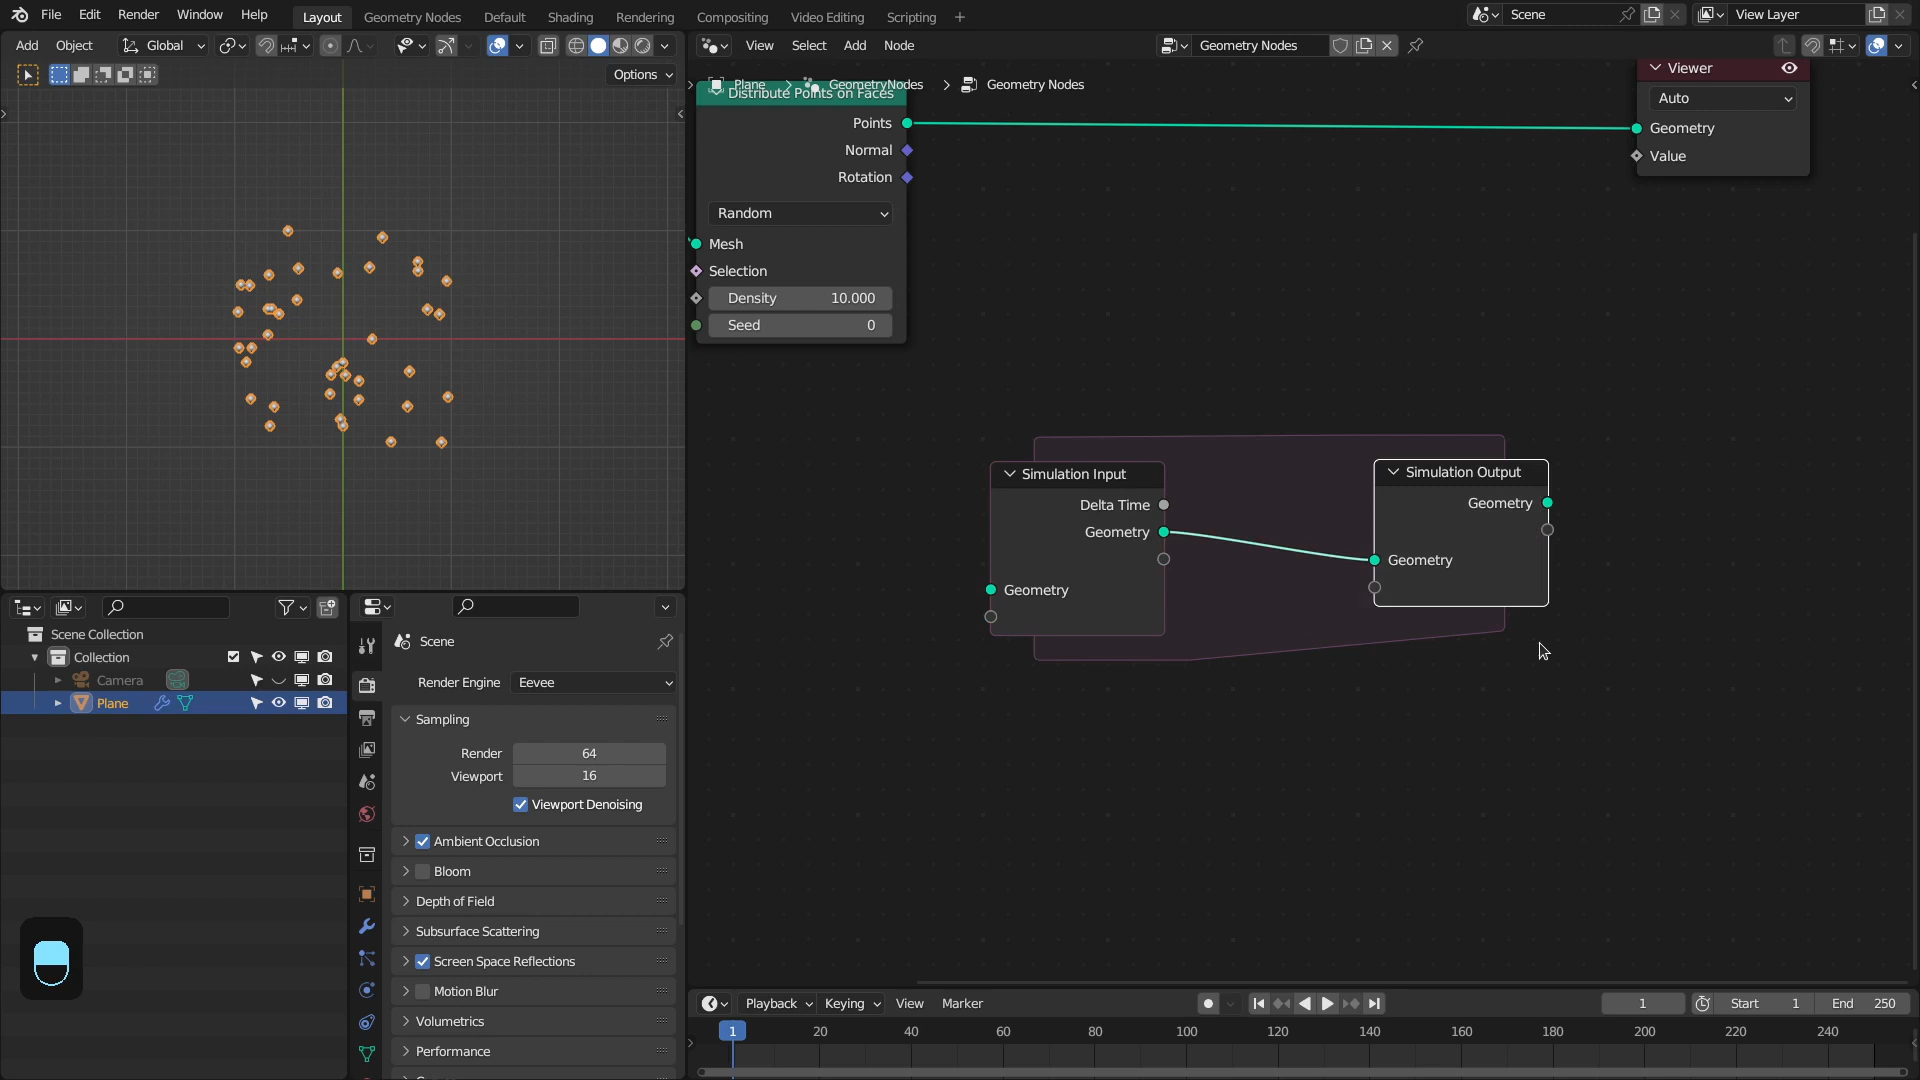 File Edit Render Window Help Layout Geometry Nodes Default Shading Rendering Compositing Video Editing Scripting + Scene View Layer
Add Object Global Options
View Select Add Node Geometry Nodes
Plane > GeometryNodes > Geometry Nodes
Distribute Points on Faces
Points
Normal
Rotation
Random
Mesh
Selection
Density 10.000
Seed 0
Viewer
Auto
Geometry
Value
Simulation Input
Delta Time
Geometry
Geometry
Simulation Output
Geometry
Geometry
Scene Collection
Collection
Camera
Plane
Scene
Render Engine Eevee
Sampling
Render 64
Viewport 16
Viewport Denoising
Ambient Occlusion
Bloom
Depth of Field
Subsurface Scattering
Screen Space Reflections
Motion Blur
Volumetrics
Performance
Playback Keying View Marker 1 Start 1 End 250
1 20 40 60 80 100 120 140 160 180 200 220 240